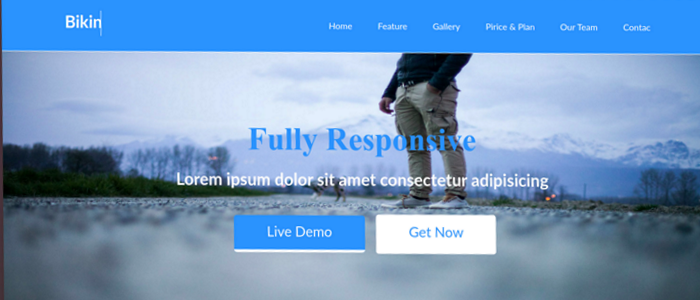 Bikin
Home Feature Gallery Pirice & Plan Our Team Contac
Fully Responsive
Lorem ipsum dolor sit amet consectetur adipisicing
Live Demo Get Now